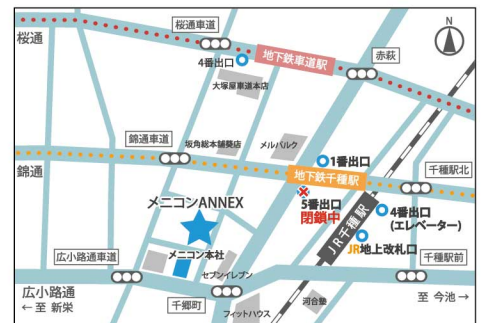 桜通
桜通車道
4番出口
地下鉄車道駅
赤萩
N
大塚屋車道本店
錦通車道
坂角総本舖葵店
メルパルク
1番出口
錦通
地下鉄千種駅
千種駅北
メニコンANNEX
5番出口
閉鎖中
4番出口
(エレベーター)
JR千種駅
JR地上改札口
メニコン本社
広小路通車道
セブンイレブン
千種駅前
広小路通
←至 新栄
千郷町
河合塾
至 今池→
フィットハウス